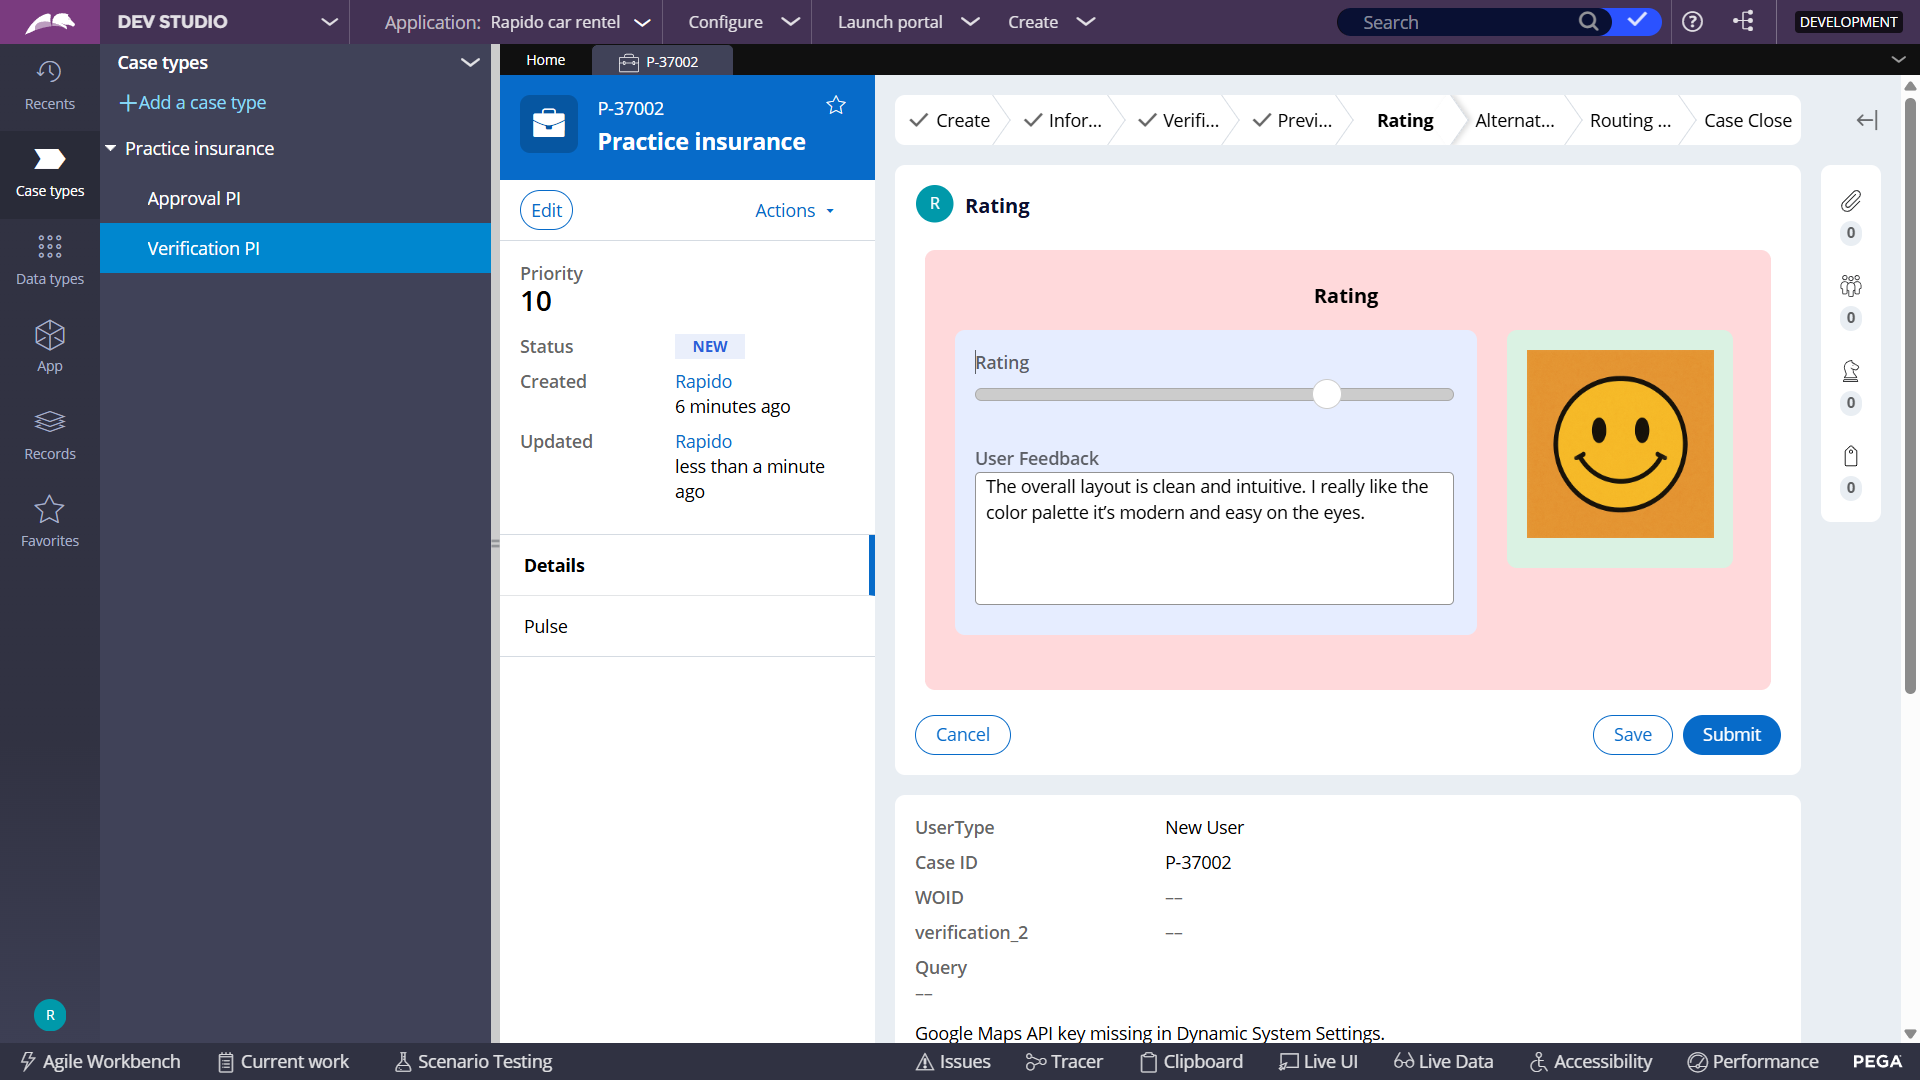 DEV STUDIO
Application: Rapido car rentel
Configure
Launch portal
Create
Search
DEVELOPMENT
Recents
Case types
Data types
App
Records
Favorites
R
Case types
Add a case type
Practice insurance
Approval PI
Verification PI
Home
P-37002
P-37002
Practice insurance
Edit
Actions
Priority
10
Status NEW
Created Rapido
6 minutes ago
Updated Rapido
less than a minute
ago
Details
Pulse
Create
Infor...
Verifi...
Previ...
Rating
Alternat...
Routing ...
Case Close
R
Rating
Rating
Rating
User Feedback
The overall layout is clean and intuitive. I really like the
color palette it’s modern and easy on the eyes.
Cancel
Save
Submit
0
0
0
0
UserType New User
Case ID P-37002
WOID ––
verification_2 ––
Query
––
Google Maps API key missing in Dynamic System Settings.
Agile Workbench
Current work
Scenario Testing
Issues
Tracer
Clipboard
Live UI
Live Data
Accessibility
Performance
PEGA